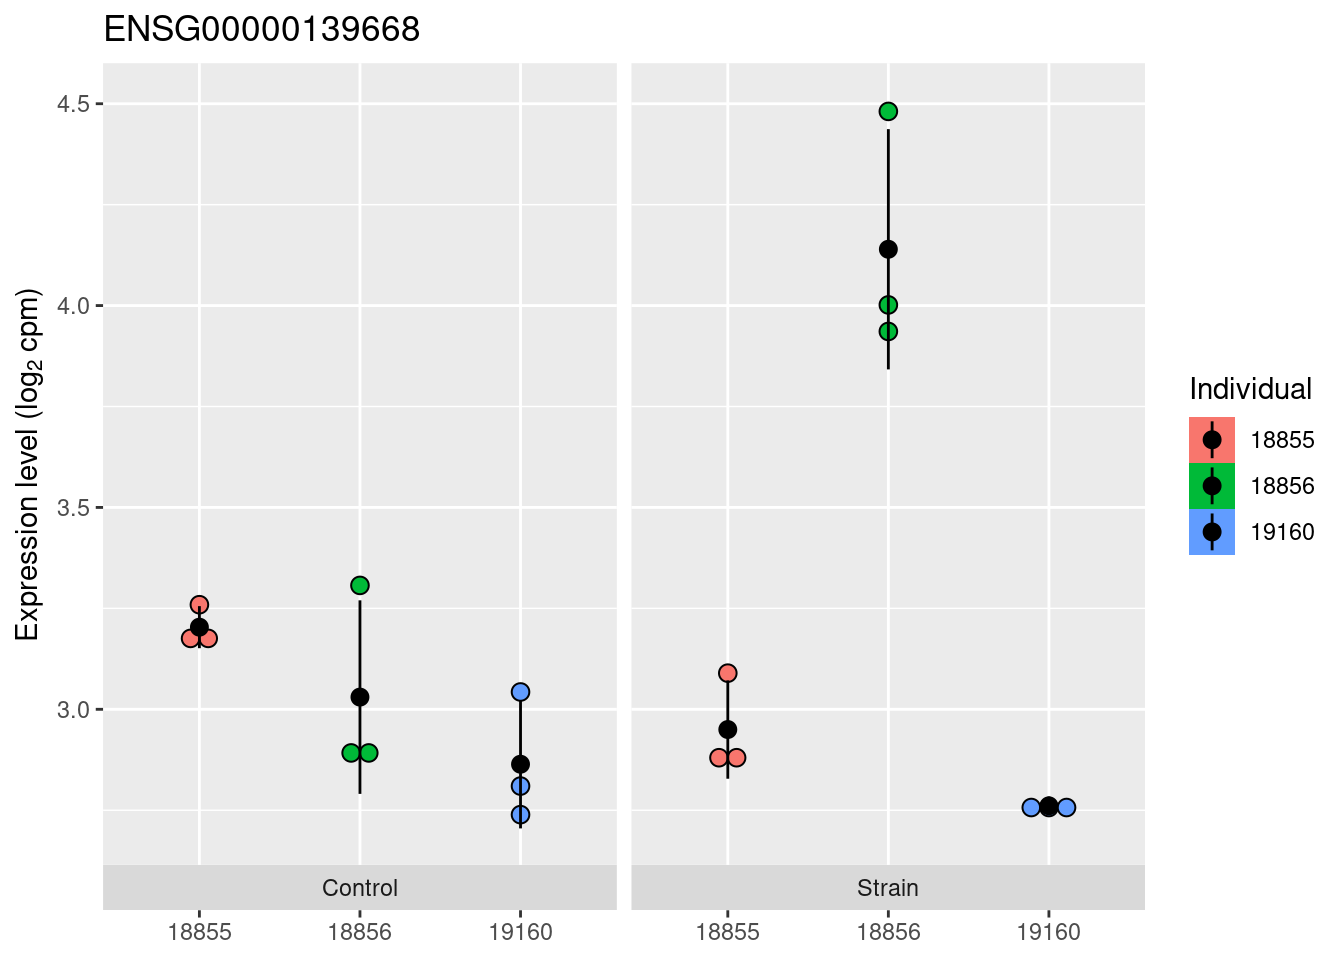 ENSG00000139668
Expression level (log₂ cpm)
4.5
4.0
3.5
3.0
Control
Strain
18855
18856
19160
18855
18856
19160
Individual
18855
18856
19160